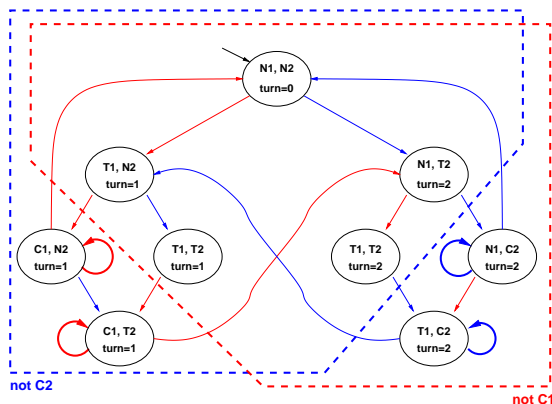 N1, N2
turn=0
T1, N2
turn=1
N1, T2
turn=2
C1, N2
turn=1
T1, T2
turn=1
T1, T2
turn=2
N1, C2
turn=2
C1, T2
turn=1
T1, C2
turn=2
not C2
not C1